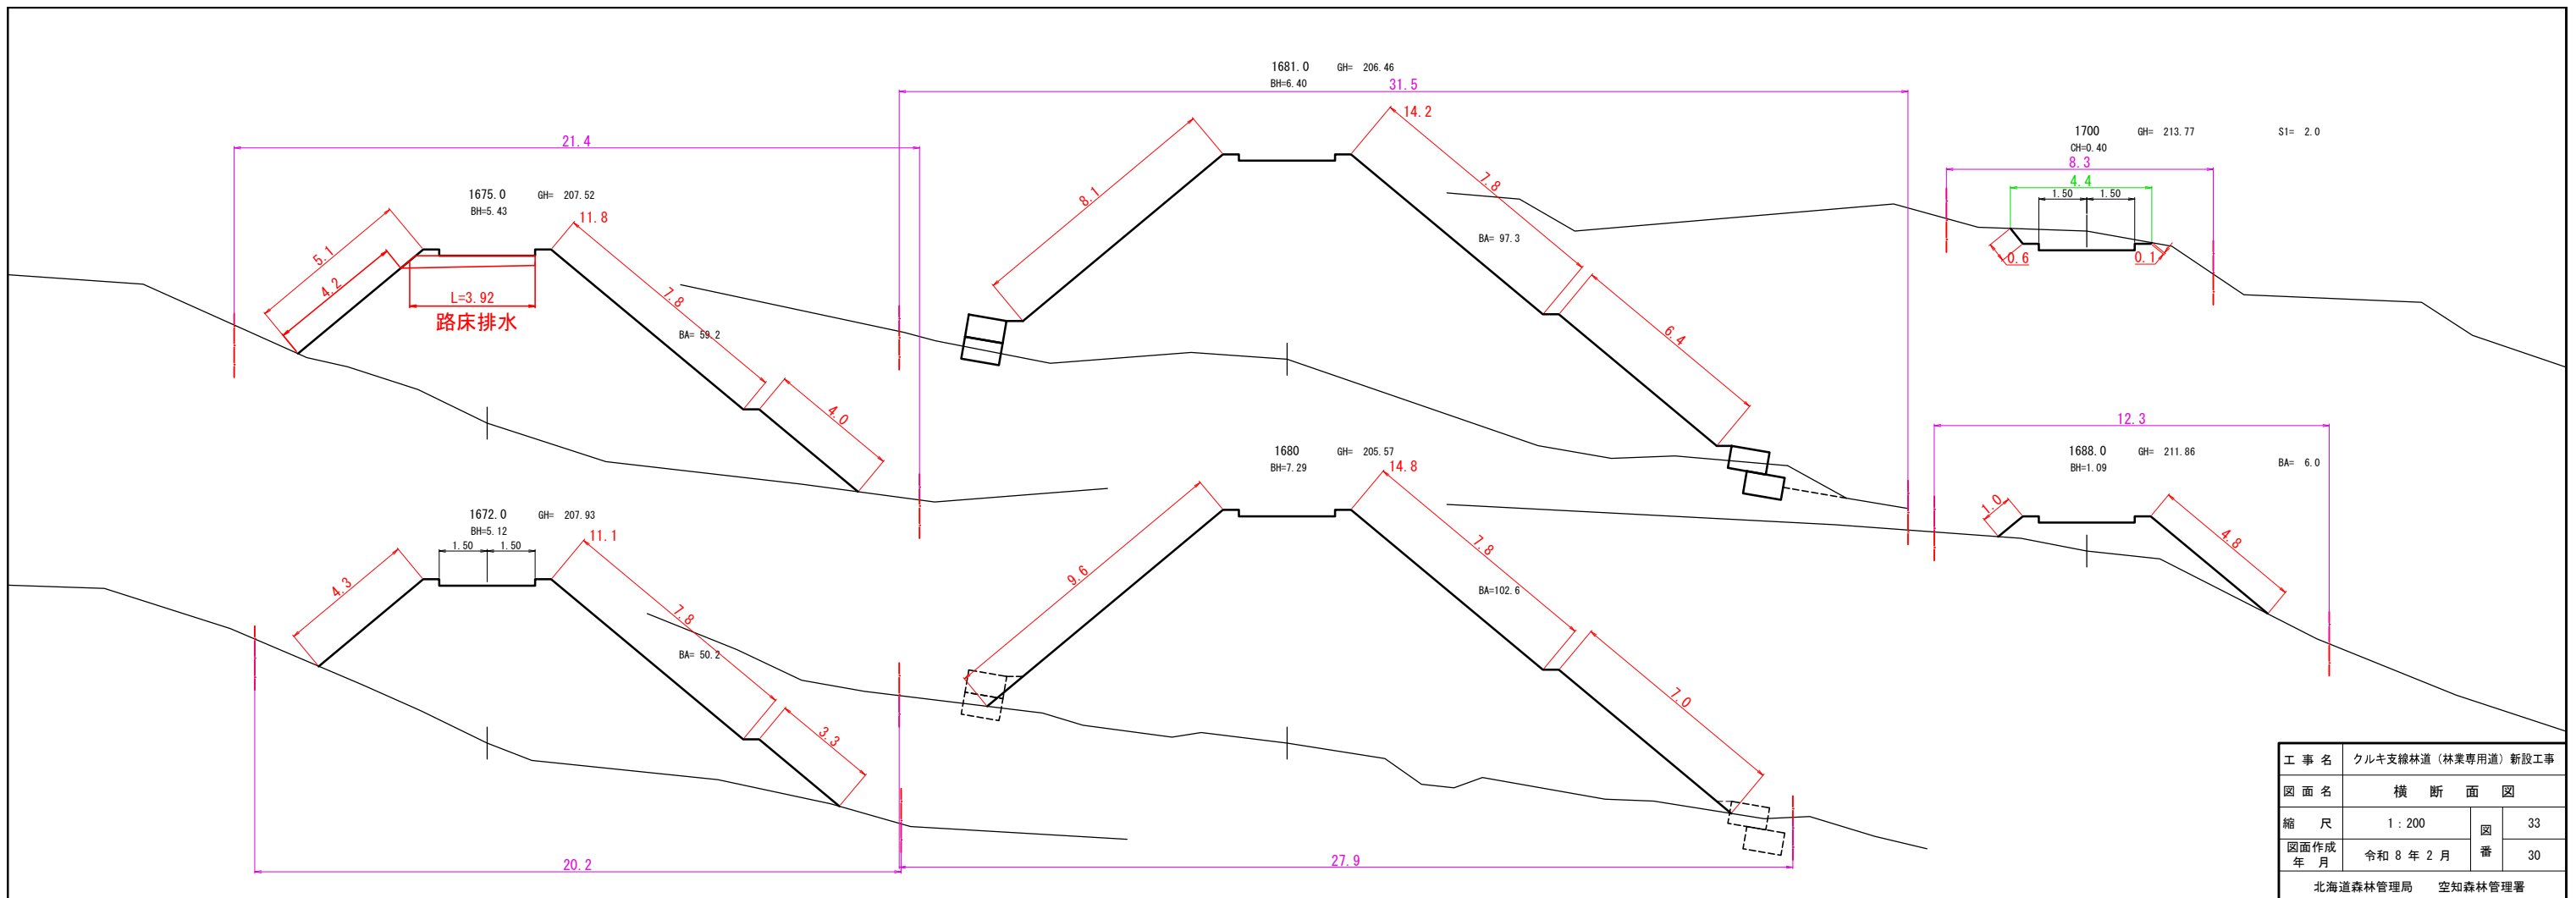 1675.0 GH= 207.52
BH=5.43
21.4
5.1
4.2
L=3.92
路床排水
11.8
7.8
BA= 59.2
4.0
1672.0 GH= 207.93
BH=5.12
1.50 1.50
4.3
11.1
7.8
BA= 50.2
3.3
20.2
1681.0 GH= 206.46
BH=6.40
31.5
8.1
14.2
7.8
BA= 97.3
6.4
1680 GH= 205.57
BH=7.29
9.6
14.8
7.8
BA=102.6
7.0
27.9
1700 GH= 213.77 S1= 2.0
CH=0.40
8.3
4.4
1.50 1.50
0.6 0.1
12.3
1688.0 GH= 211.86
BH=1.09 BA= 6.0
1.0
4.8
工 事 名 クルキ支線林道（林業専用道）新設工事
図 面 名 横 断 面 図
縮 尺 1：200 図番 33
図面作成年 月 令和 8 年 2 月 30
北海道森林管理局 空知森林管理署